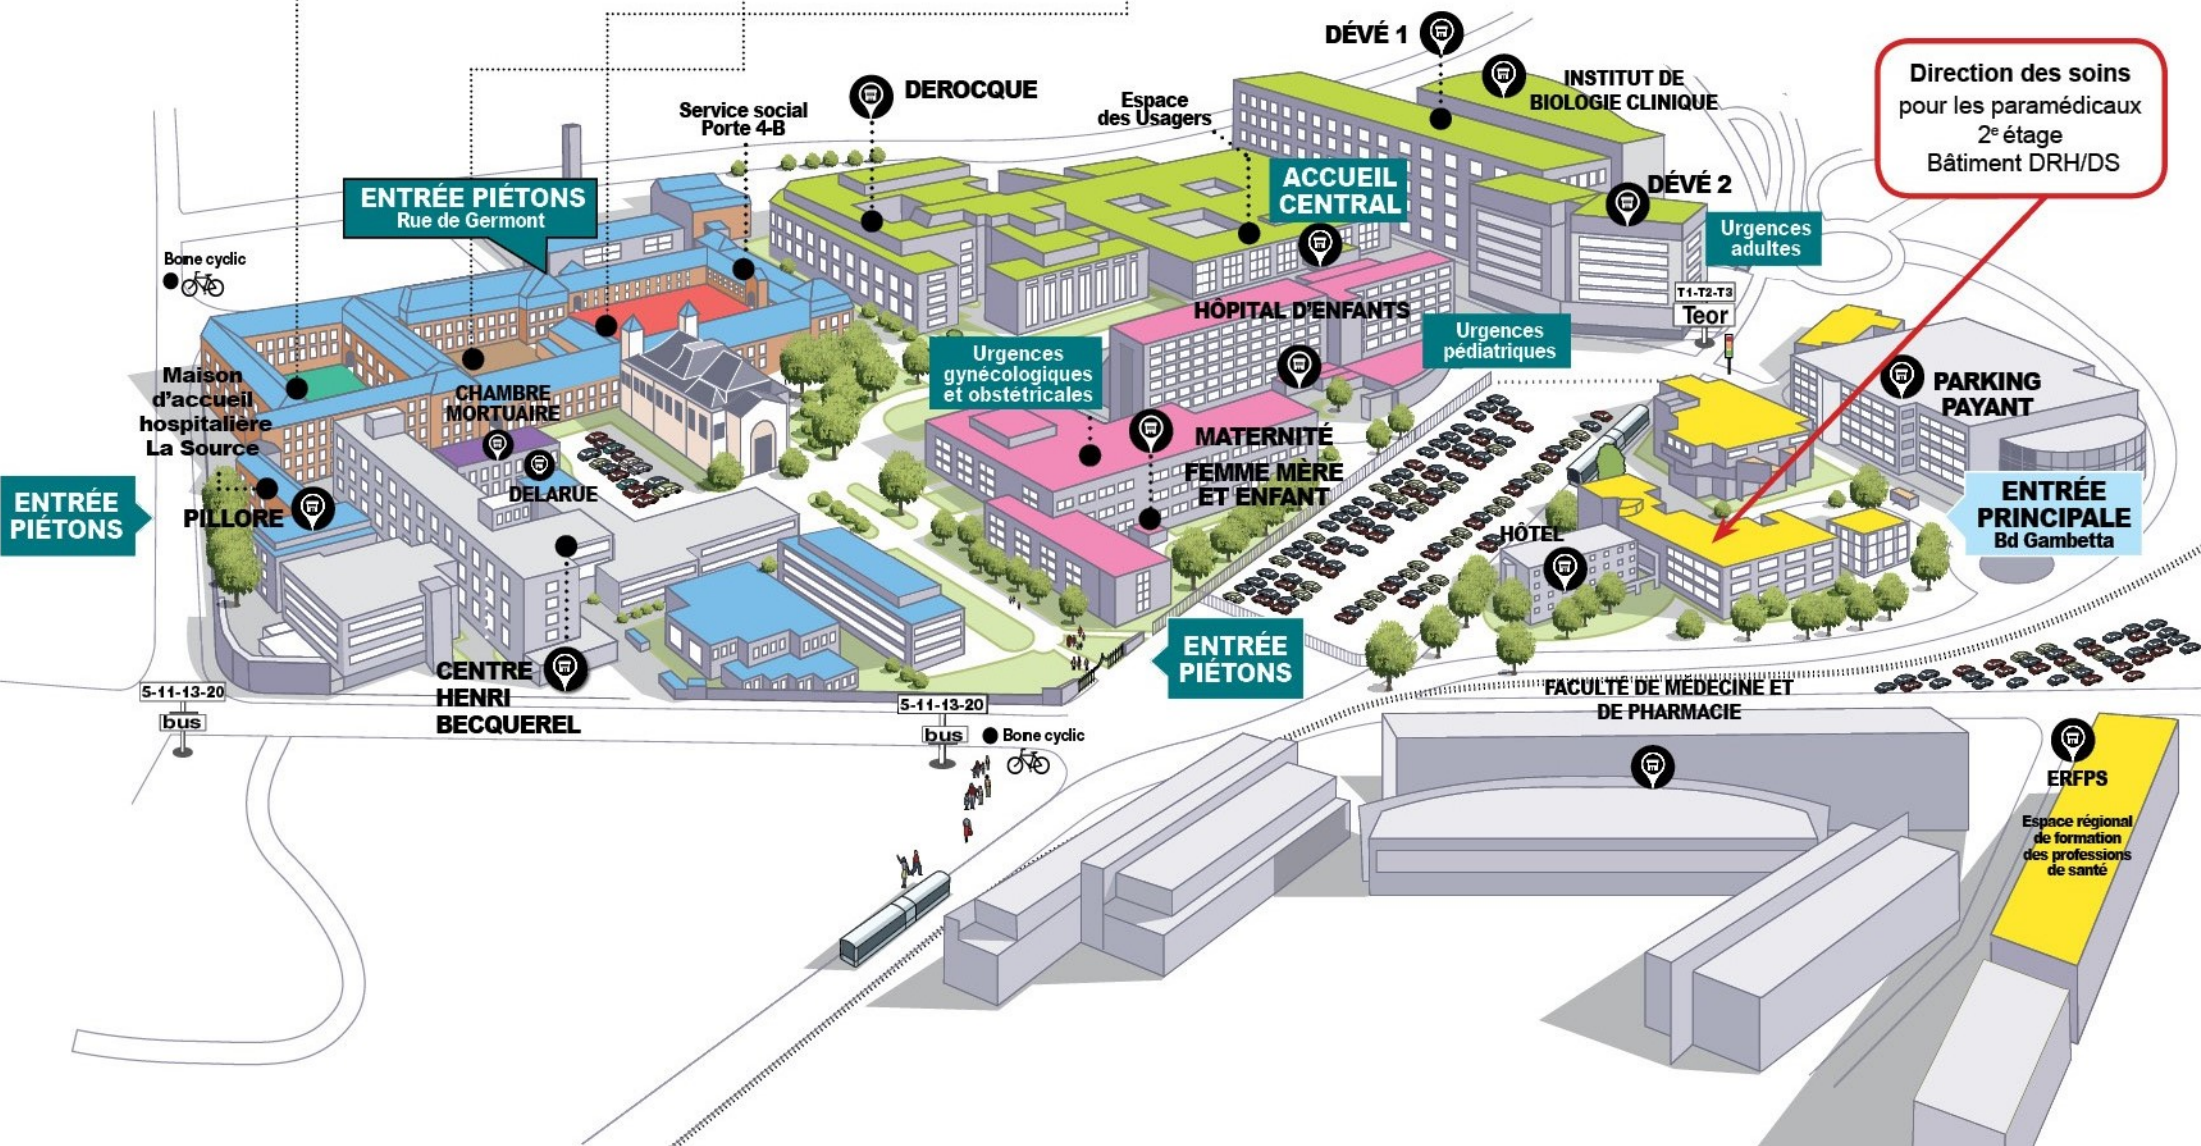 DÉVÉ 1
INSTITUT DE
BIOLOGIE CLINIQUE
Direction des soins
pour les paramédicaux
2e étage
Bâtiment DRH/DS
DEROCQUE
Espace
des Usagers
Service social
Porte 4-B
ENTRÉE PIÉTONS
Rue de Germont
ACCUEIL
CENTRAL
DÉVÉ 2
Urgences
adultes
Borne cyclic
T1-T2-T3
Teor
HÔPITAL D'ENFANTS
Urgences
pédiatriques
Urgences
gynécologiques
et obstétricales
Maison
d'accueil
hospitalière
La Source
CHAMBRE
MORTUAIRE
PARKING
PAYANT
MATERNITÉ
FEMME MÈRE
ET ENFANT
DELARUE
PILLORE
ENTRÉE
PIÉTONS
ENTRÉE
PRINCIPALE
Bd Gambetta
HÔTEL
ENTRÉE
PIÉTONS
CENTRE
HENRI
BECQUEREL
5-11-13-20
bus
5-11-13-20
bus
Borne cyclic
FACULTÉ DE MÉDECINE ET
DE PHARMACIE
ERFPS
Espace régional
de formation
des professions
de santé